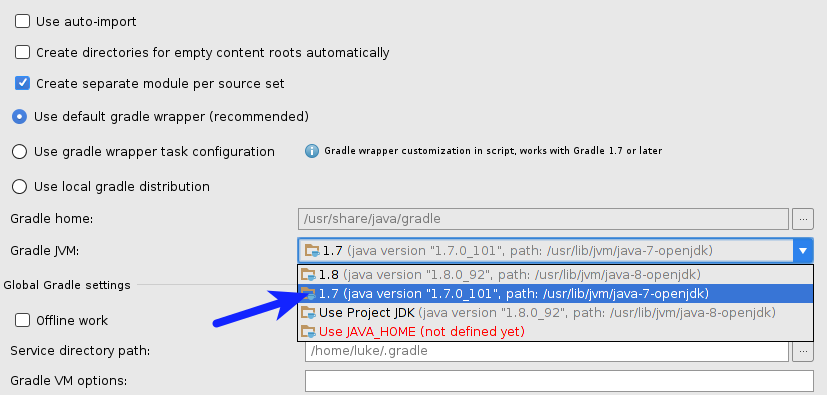 Use auto-import
Create directories for empty content roots automatically
Create separate module per source set
Use default gradle wrapper (recommended)
Use gradle wrapper task configuration Gradle wrapper customization in script, works with Gradle 1.7 or later
Use local gradle distribution
Gradle home: /usr/share/java/gradle ...
Gradle JVM: 1.7 (java version "1.7.0_101", path: /usr/lib/jvm/java-7-openjdk)
1.8 (java version "1.8.0_92", path: /usr/lib/jvm/java-8-openjdk)
Global Gradle settings
1.7 (java version "1.7.0_101", path: /usr/lib/jvm/java-7-openjdk)
Offline work Use Project JDK (java version "1.8.0_92", path: /usr/lib/jvm/java-8-openjdk)
Use JAVA_HOME (not defined yet)
Service directory path: /home/luke/.gradle ...
Gradle VM options: